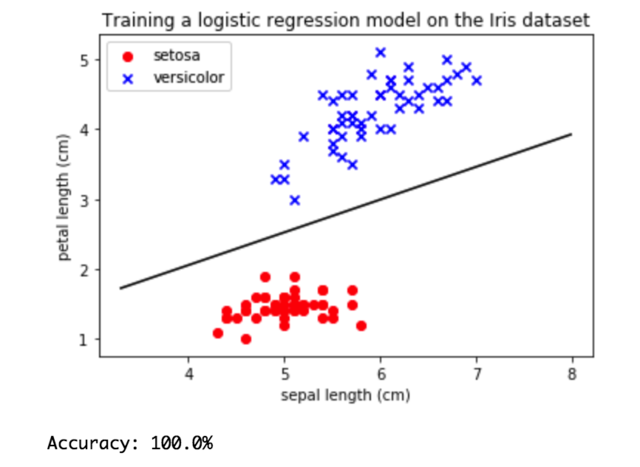 Training a logistic regression model on the Iris dataset
setosa
versicolor
petal length (cm)
5
4
3
2
1
4 5 6 7 8
sepal length (cm)
Accuracy: 100.0%